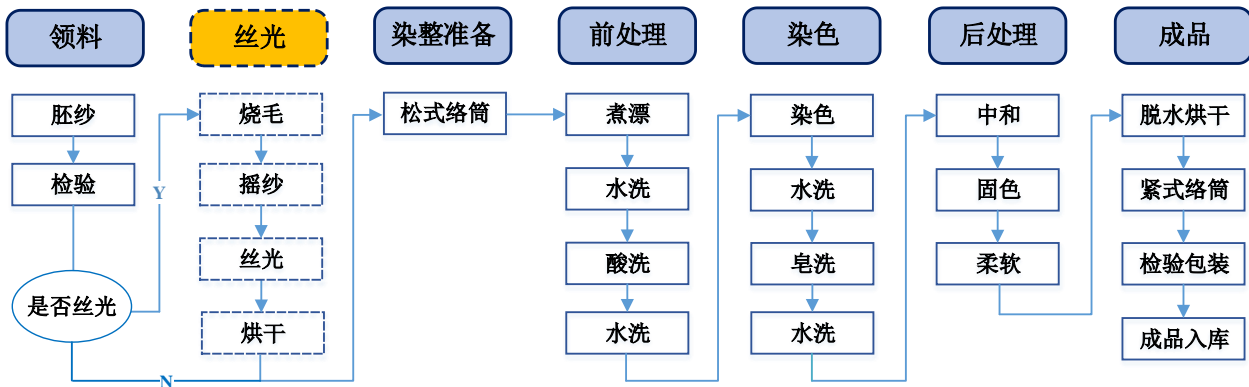 领料
丝光
染整准备
前处理
染色
后处理
成品
胚纱
检验
是否丝光
Y
N
烧毛
摇纱
丝光
烘干
松式络筒
煮漂
水洗
酸洗
水洗
染色
水洗
皂洗
水洗
中和
固色
柔软
脱水烘干
紧式络筒
检验包装
成品入库